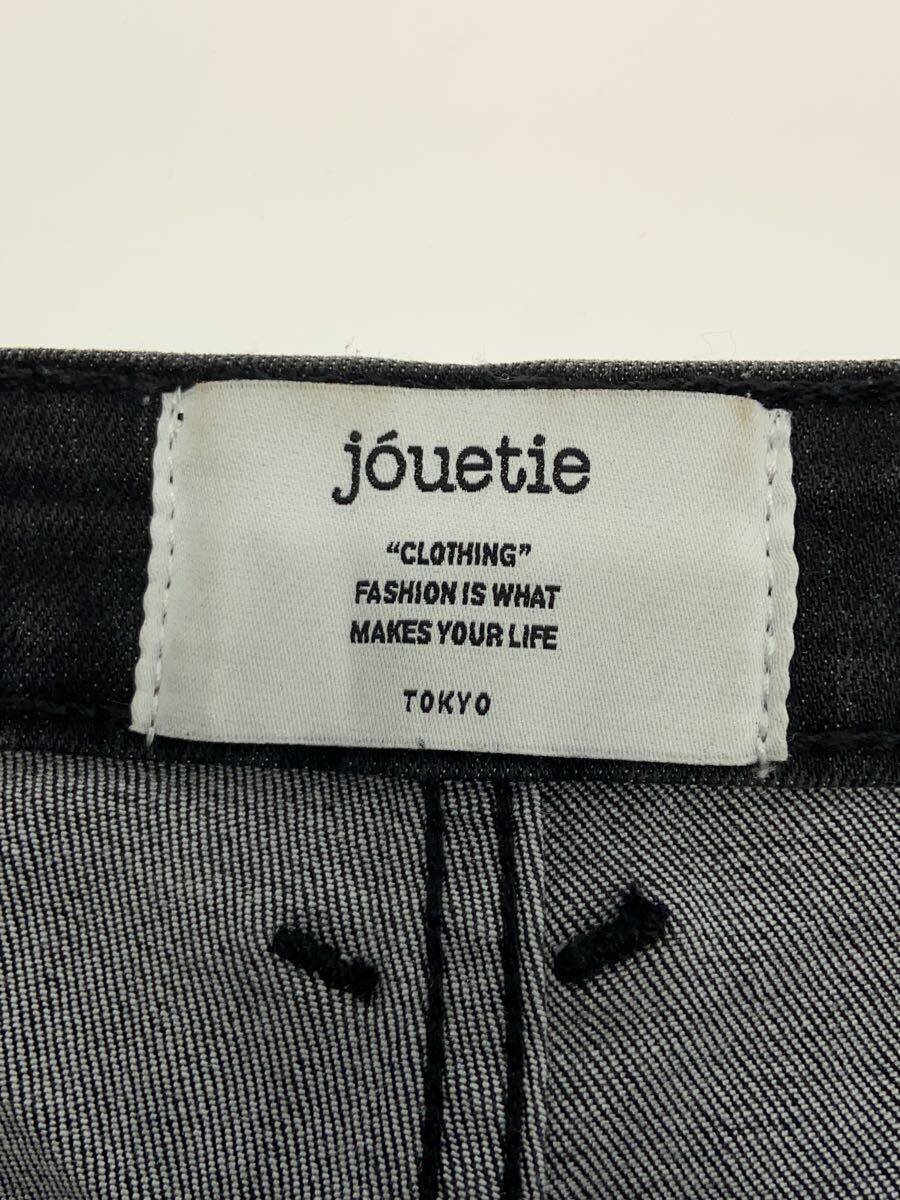 jóuetie
“CLOTHING”
FASHION IS WHAT
MAKES YOUR LIFE
TOKYO